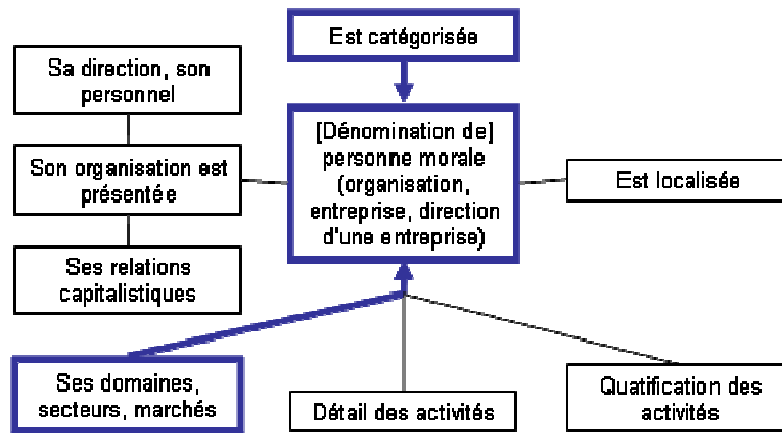 Est catégorisée
Sa direction, son
personnel
[Dénomination de]
personne morale
(organisation,
entreprise, direction
d'une entreprise)
Son organisation est
présentée
Est localisée
Ses relations
capitalistiques
Ses domaines,
secteurs, marchés
Détail des activités
Quatification des
activités